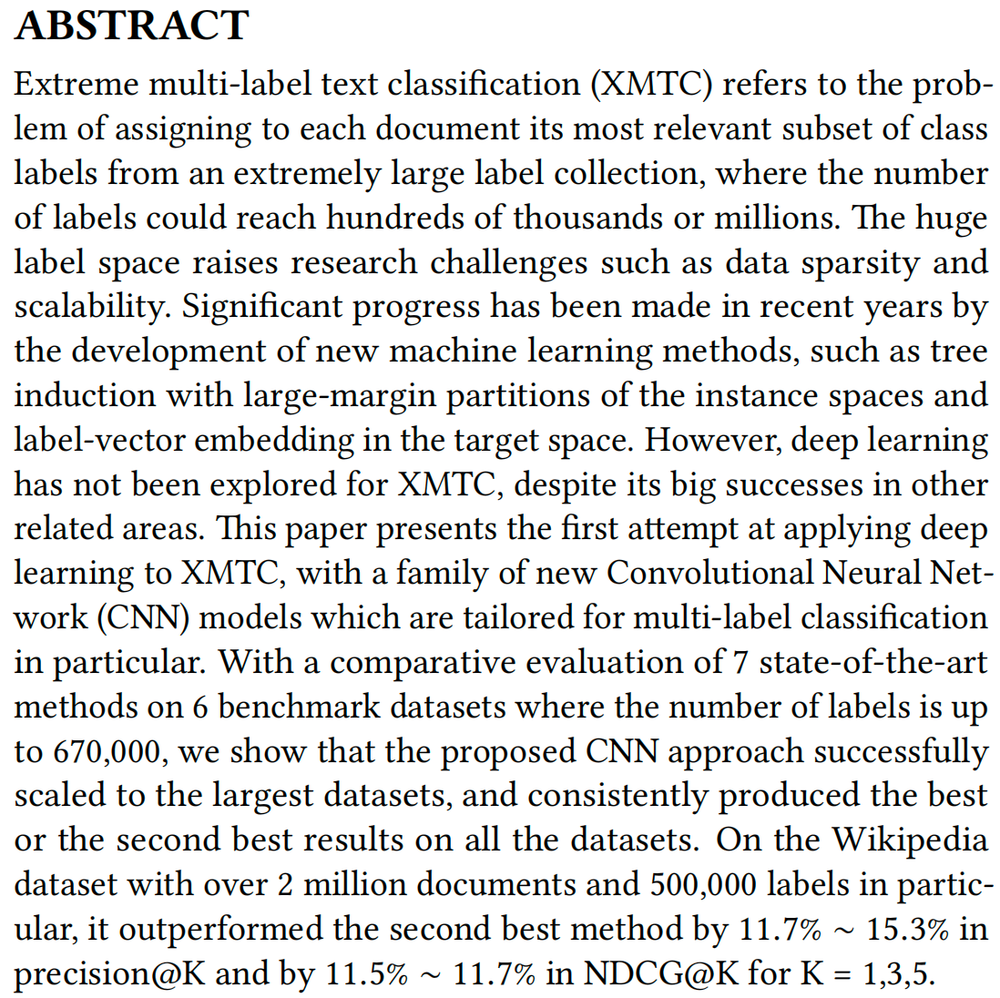 ABSTRACT
Extreme multi-label text classification (XMTC) refers to the prob-
lem of assigning to each document its most relevant subset of class
labels from an extremely large label collection, where the number
of labels could reach hundreds of thousands or millions. The huge
label space raises research challenges such as data sparsity and
scalability. Significant progress has been made in recent years by
the development of new machine learning methods, such as tree
induction with large-margin partitions of the instance spaces and
label-vector embedding in the target space. However, deep learning
has not been explored for XMTC, despite its big successes in other
related areas. This paper presents the first attempt at applying deep
learning to XMTC, with a family of new Convolutional Neural Net-
work (CNN) models which are tailored for multi-label classification
in particular. With a comparative evaluation of 7 state-of-the-art
methods on 6 benchmark datasets where the number of labels is up
to 670,000, we show that the proposed CNN approach successfully
scaled to the largest datasets, and consistently produced the best
or the second best results on all the datasets. On the Wikipedia
dataset with over 2 million documents and 500,000 labels in partic-
ular, it outperformed the second best method by 11.7% ~ 15.3% in
precision@K and by 11.5% ~ 11.7% in NDCG@K for K = 1,3,5.